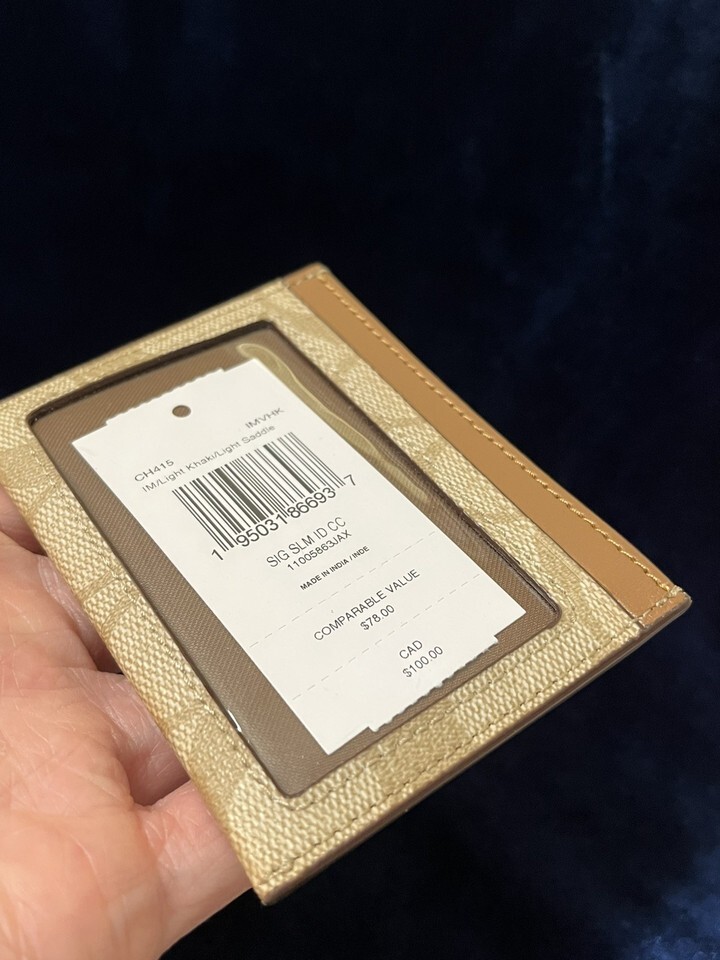 CH415 IMVHK
IM/Light Khaki/Light Saddle
1 95031 86693 7
SIG SLM ID CC
11005863JAX
MADE IN INDIA / INDE
COMPARABLE VALUE
$78.00
CAD
$100.00